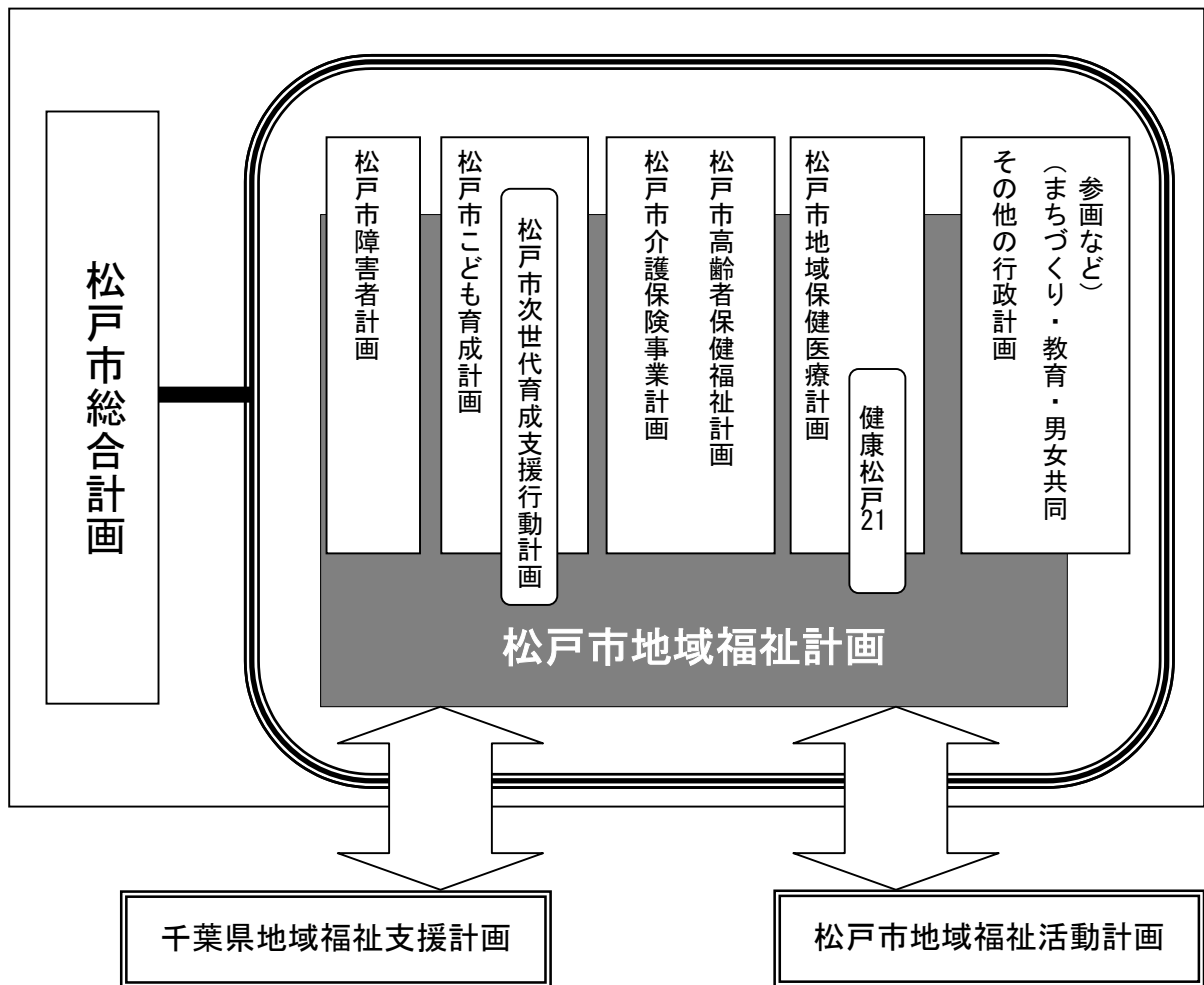 松戸市総合計画
松戸市障害者計画
松戸市こども育成計画
松戸市次世代育成支援行動計画
松戸市高齢者保健福祉計画
松戸市介護保険事業計画
松戸市地域保健医療計画
健康松戸21
その他の行政計画
（まちづくり・教育・男女共同
参画など）
松戸市地域福祉計画
千葉県地域福祉支援計画
松戸市地域福祉活動計画